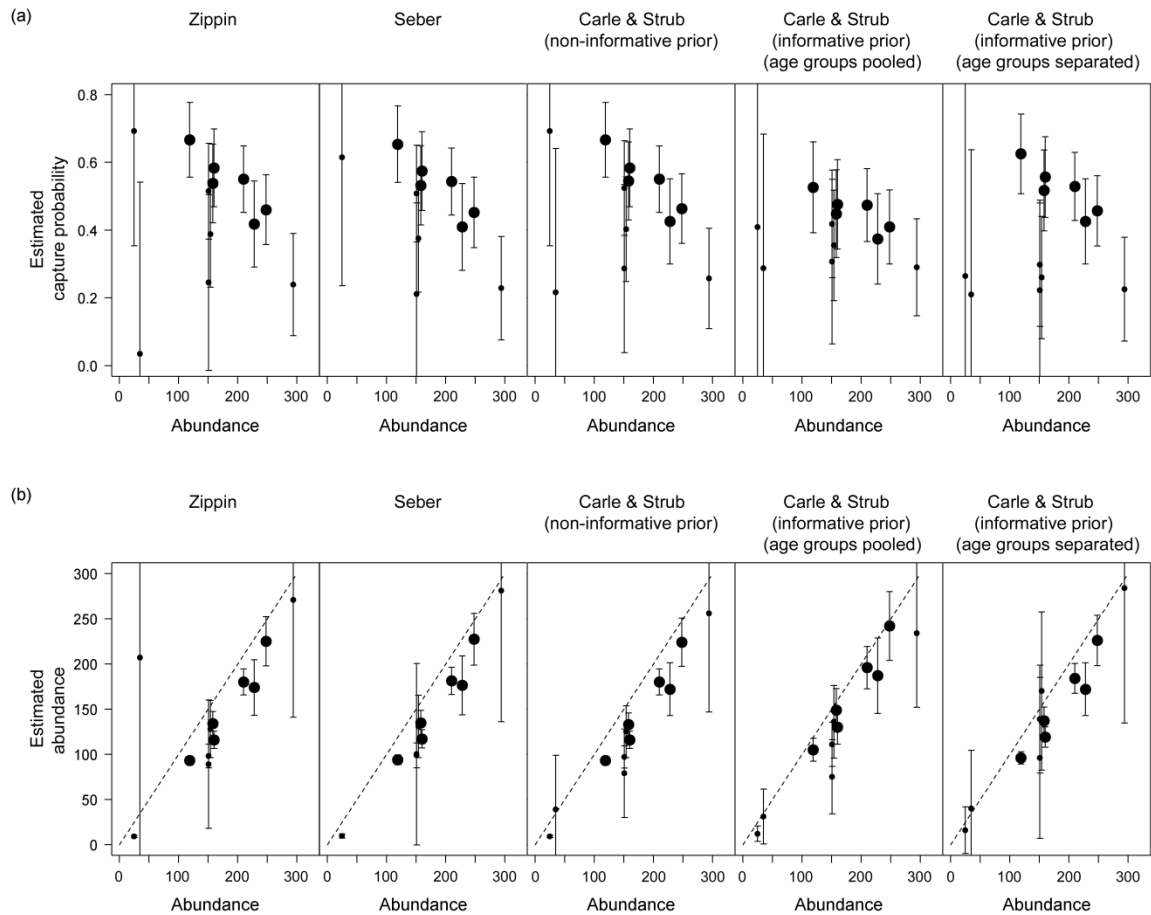 (a)
Zippin
Seber
Carle & Strub
(non-informative prior)
Carle & Strub
(informative prior)
(age groups pooled)
Carle & Strub
(informative prior)
(age groups separated)
Estimated
capture probability
0.8
0.6
0.4
0.2
0.0
0 100 200 300
0 100 200 300
0 100 200 300
0 100 200 300
0 100 200 300
Abundance
Abundance
Abundance
Abundance
Abundance
(b)
Zippin
Seber
Carle & Strub
(non-informative prior)
Carle & Strub
(informative prior)
(age groups pooled)
Carle & Strub
(informative prior)
(age groups separated)
Estimated
abundance
300
250
200
150
100
50
0
0 100 200 300
0 100 200 300
0 100 200 300
0 100 200 300
0 100 200 300
Abundance
Abundance
Abundance
Abundance
Abundance